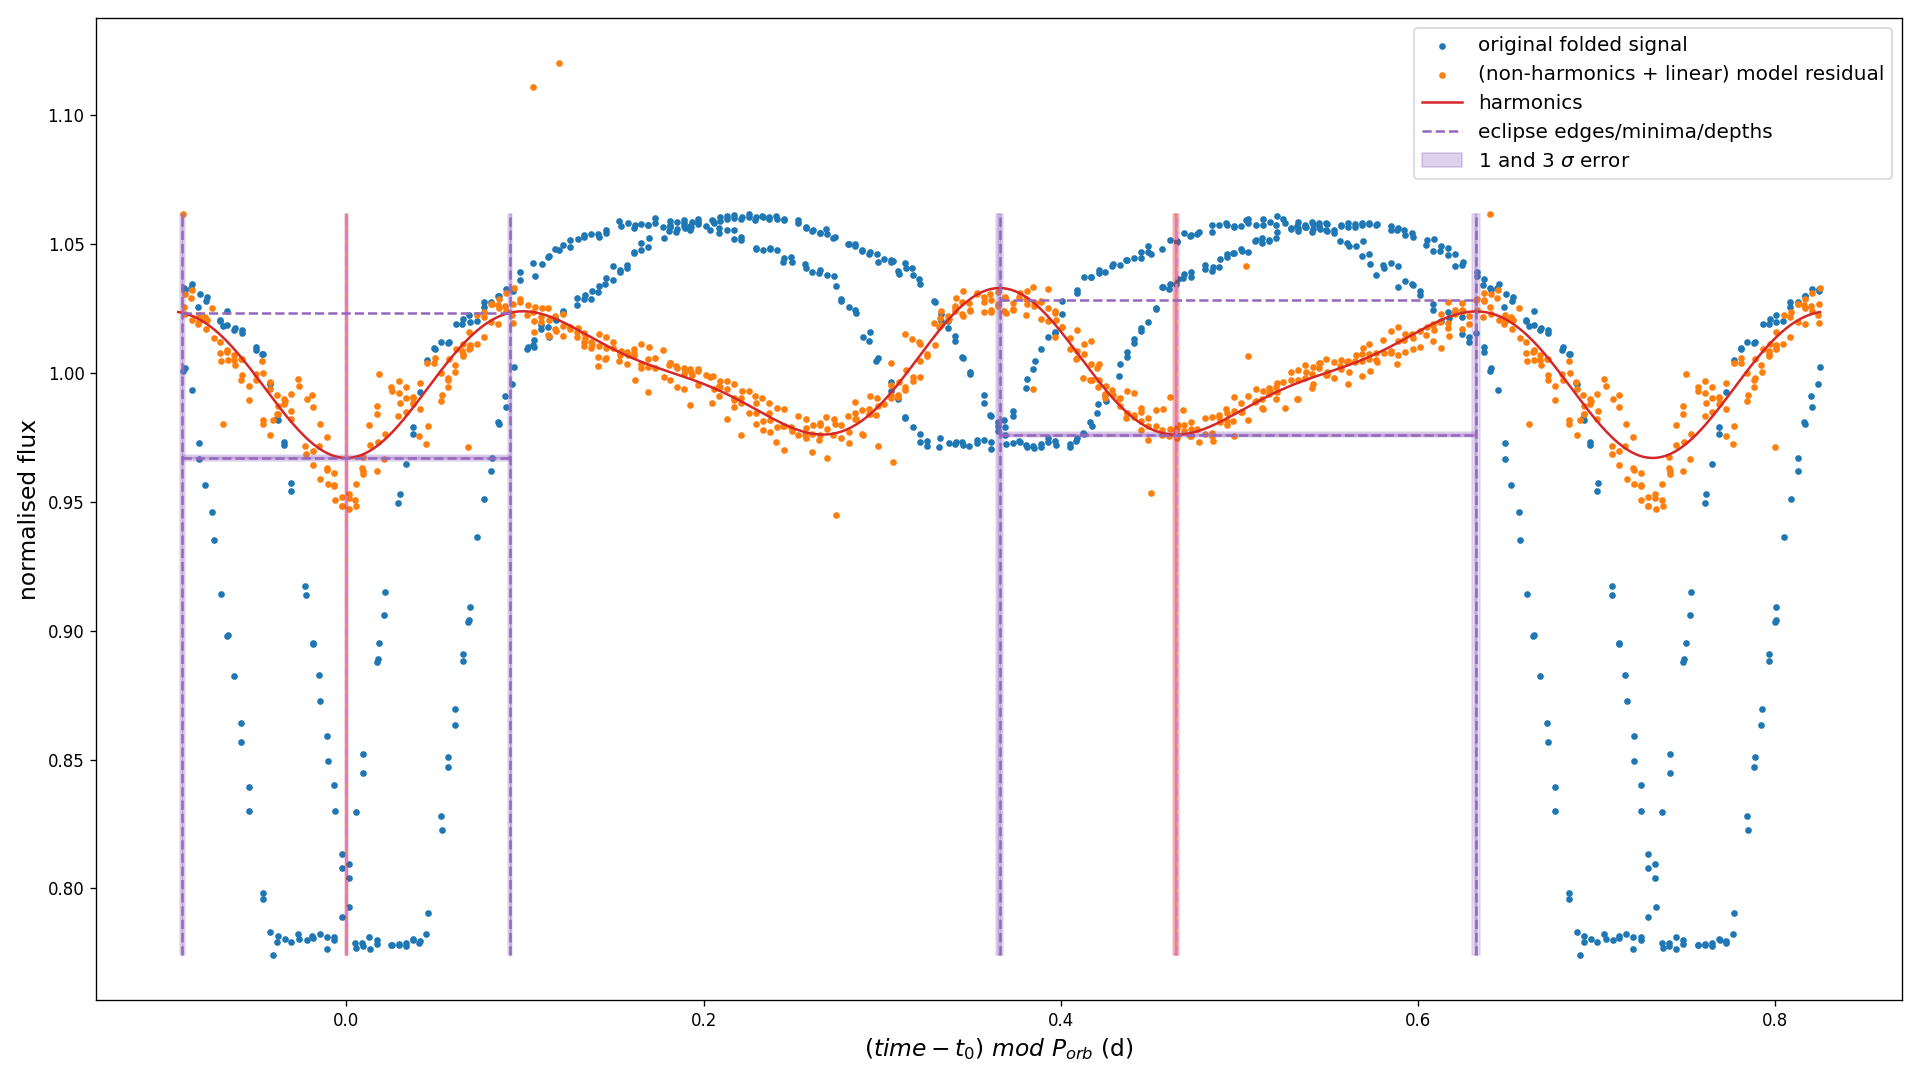 original folded signal
(non-harmonics + linear) model residual
harmonics
eclipse edges/minima/depths
1 and 3 σ error
normalised flux
1.10
1.05
1.00
0.95
0.90
0.85
0.80
0.0 0.2 0.4 0.6 0.8
(time − t₀) mod Pₒᵣb (d)